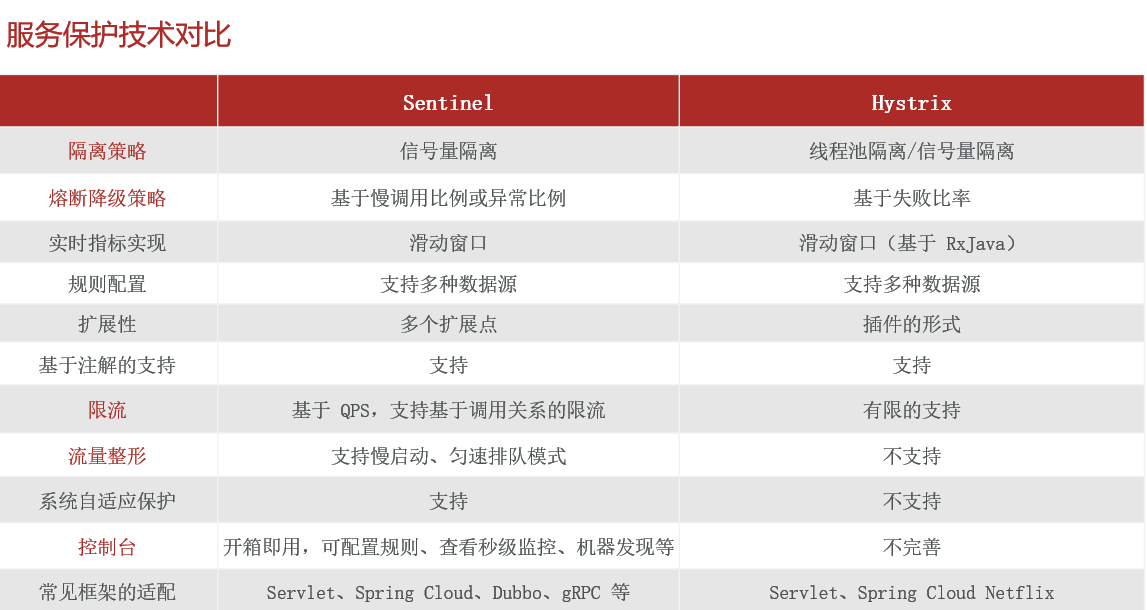 服务保护技术对比
Sentinel Hystrix
隔离策略 信号量隔离 线程池隔离/信号量隔离
熔断降级策略 基于慢调用比例或异常比例 基于失败比率
实时指标实现 滑动窗口 滑动窗口（基于 RxJava）
规则配置 支持多种数据源 支持多种数据源
扩展性 多个扩展点 插件的形式
基于注解的支持 支持 支持
限流 基于 QPS，支持基于调用关系的限流 有限的支持
流量整形 支持慢启动、匀速排队模式 不支持
系统自适应保护 支持 不支持
控制台 开箱即用，可配置规则、查看秒级监控、机器发现等 不完善
常见框架的适配 Servlet、Spring Cloud、Dubbo、gRPC 等 Servlet、Spring Cloud Netflix